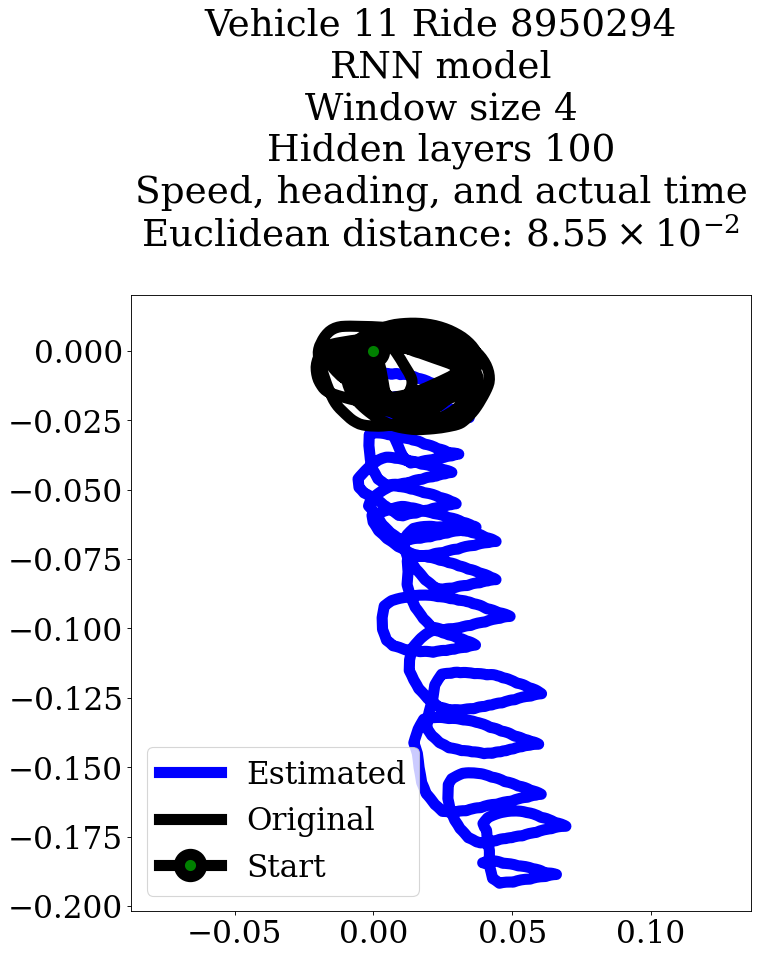 Vehicle 11 Ride 8950294
RNN model
Window size 4
Hidden layers 100
Speed, heading, and actual time
Euclidean distance: 8.55 × 10⁻²
0.000
−0.025
−0.050
−0.075
−0.100
−0.125
−0.150
−0.175
−0.200
Estimated
Original
Start
−0.05 0.00 0.05 0.10